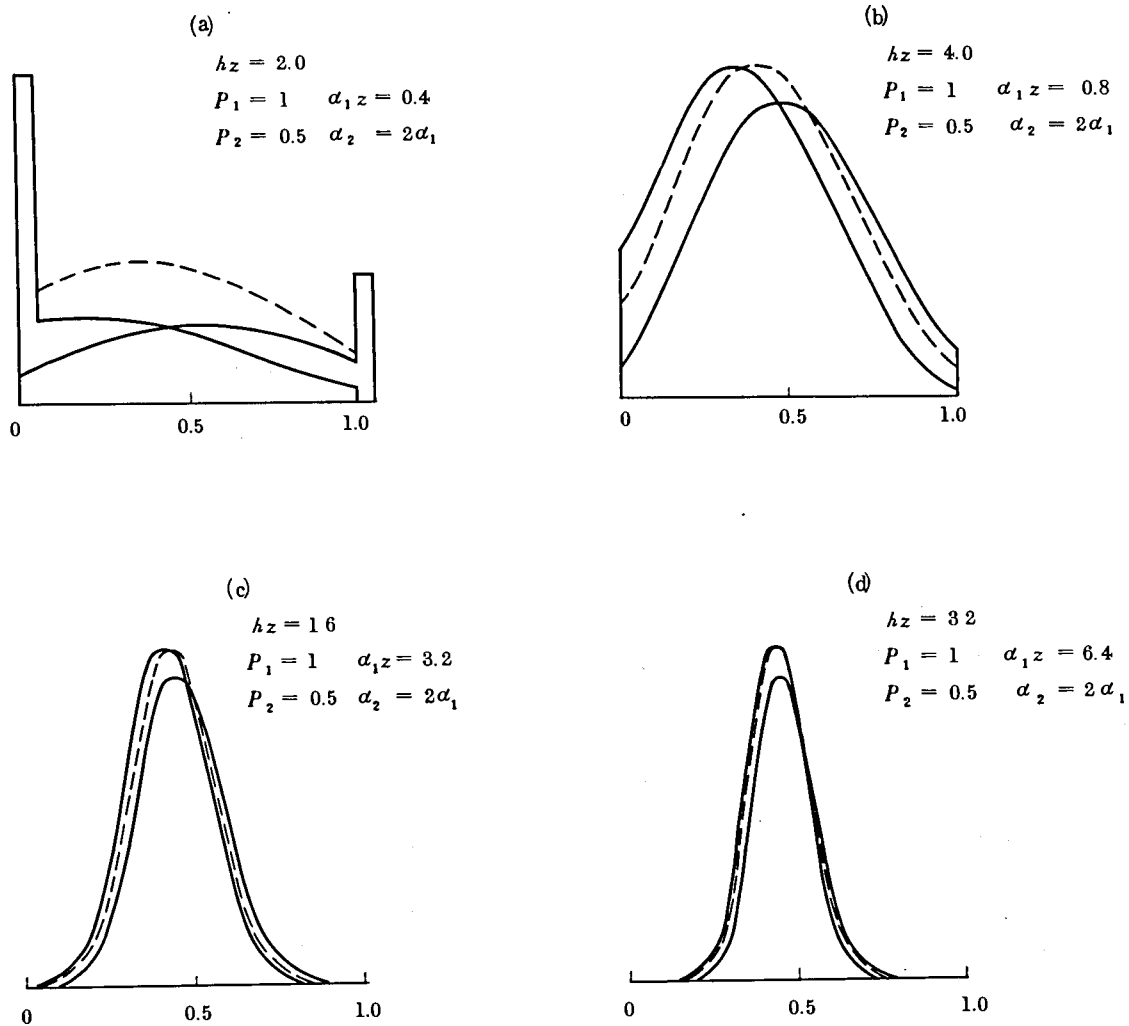 (a)
hz = 2.0
P₁ = 1 α₁z = 0.4
P₂ = 0.5 α₂ = 2α₁
0 0.5 1.0
(b)
hz = 4.0
P₁ = 1 α₁z = 0.8
P₂ = 0.5 α₂ = 2α₁
0 0.5 1.0
(c)
hz = 16
P₁ = 1 α₁z = 3.2
P₂ = 0.5 α₂ = 2α₁
0 0.5 1.0
(d)
hz = 32
P₁ = 1 α₁z = 6.4
P₂ = 0.5 α₂ = 2α₁
0 0.5 1.0